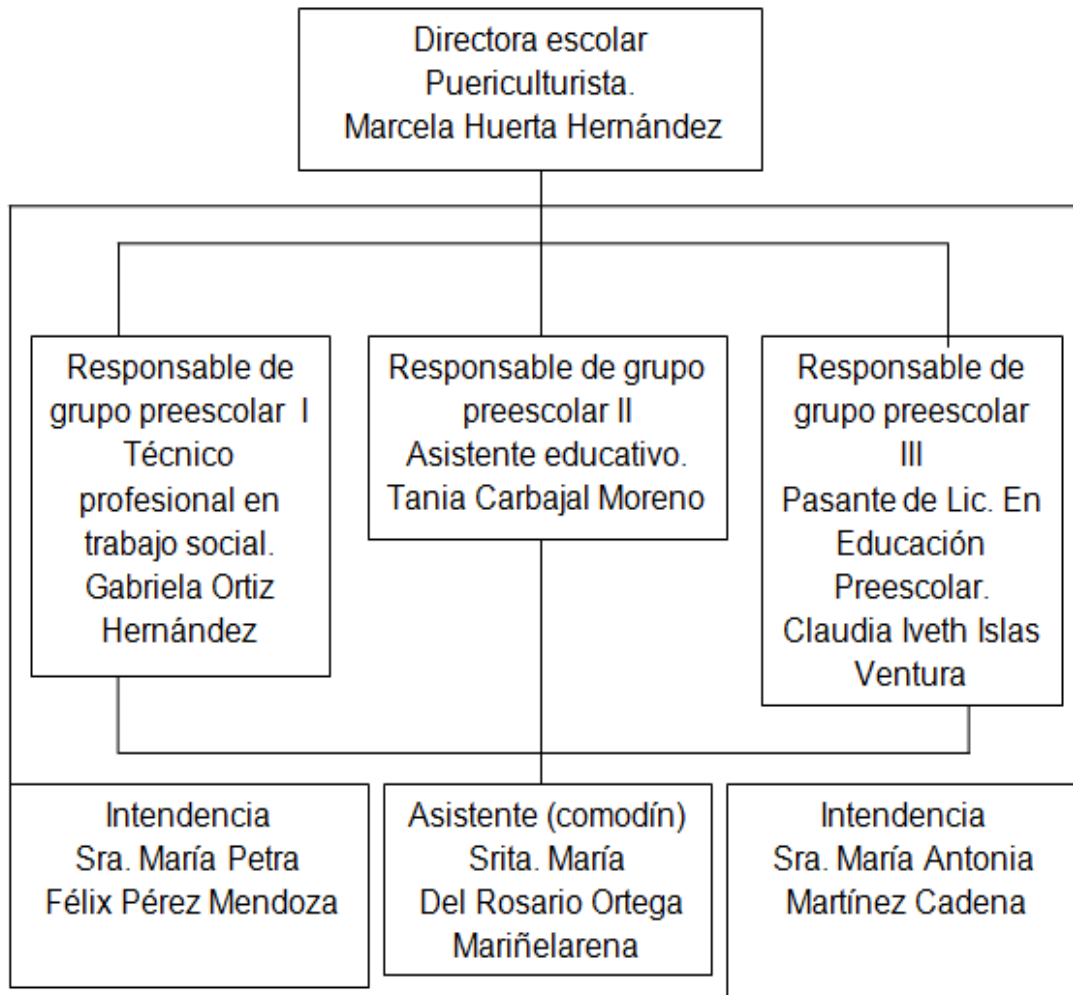 Directora escolar
Puericulturista.
Marcela Huerta Hernández
Responsable de
grupo preescolar I
Técnico
profesional en
trabajo social.
Gabriela Ortiz
Hernández
Responsable de grupo
preescolar II
Asistente educativo.
Tania Carbajal Moreno
Responsable de
grupo preescolar
III
Pasante de Lic. En
Educación
Preescolar.
Claudia Iveth Islas
Ventura
Intendencia
Sra. María Petra
Félix Pérez Mendoza
Asistente (comodín)
Srita. María
Del Rosario Ortega
Mariñelarena
Intendencia
Sra. María Antonia
Martínez Cadena